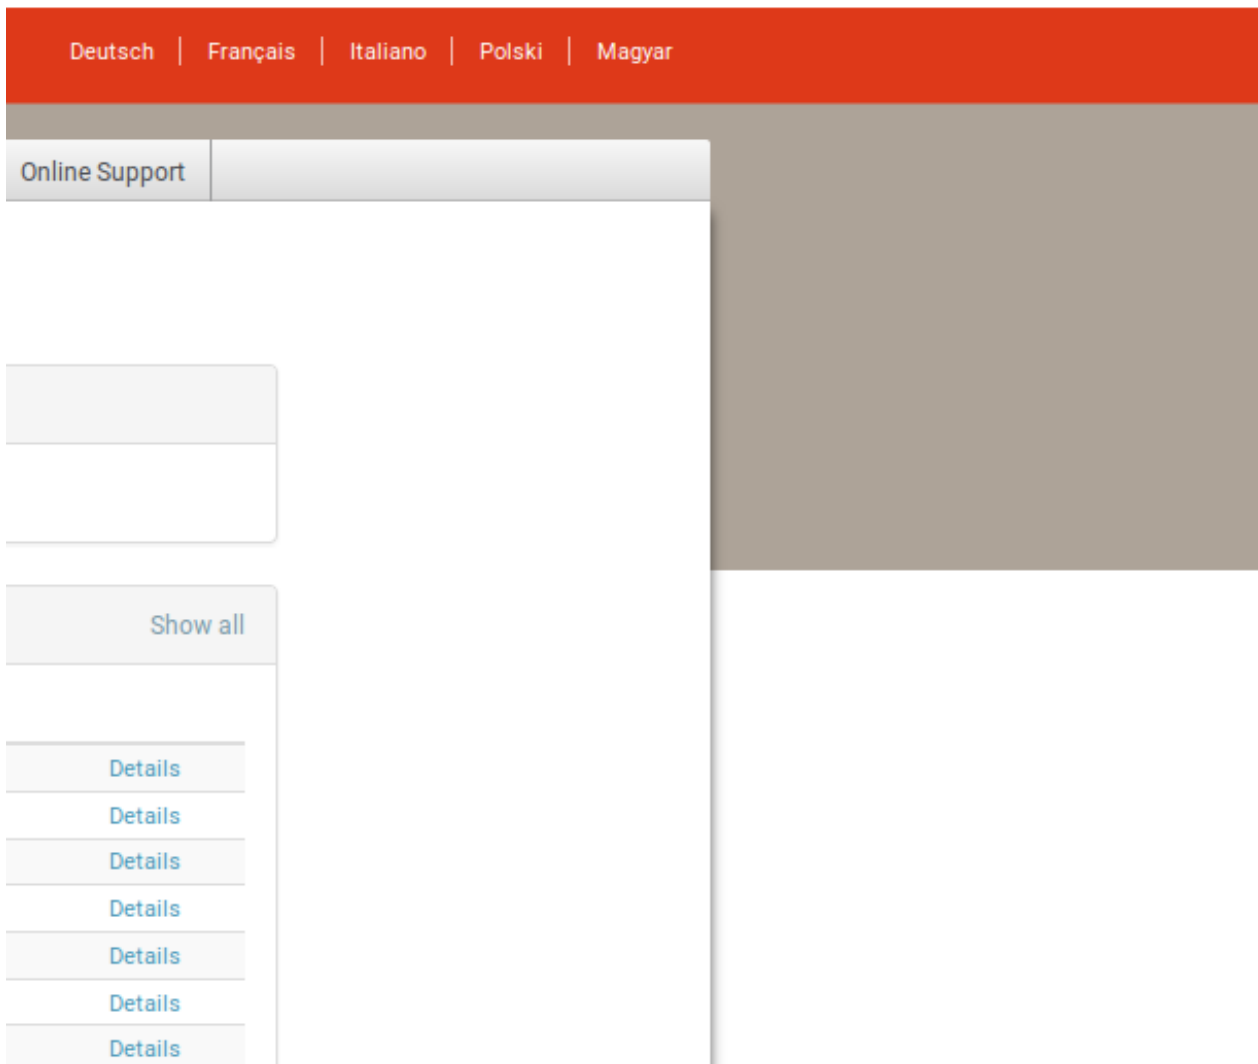 Deutsch | Français | Italiano | Polski | Magyar
Online Support
Show all
Details
Details
Details
Details
Details
Details
Details